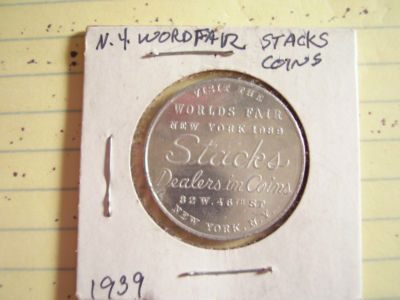 N.Y. WORDFAIR STACKS
COINS
VISIT THE
WORLDS FAIR
NEW YORK 1939
Stacks
Dealers in Coins
32 W. 46TH ST.
NEW YORK, N.Y.
1939